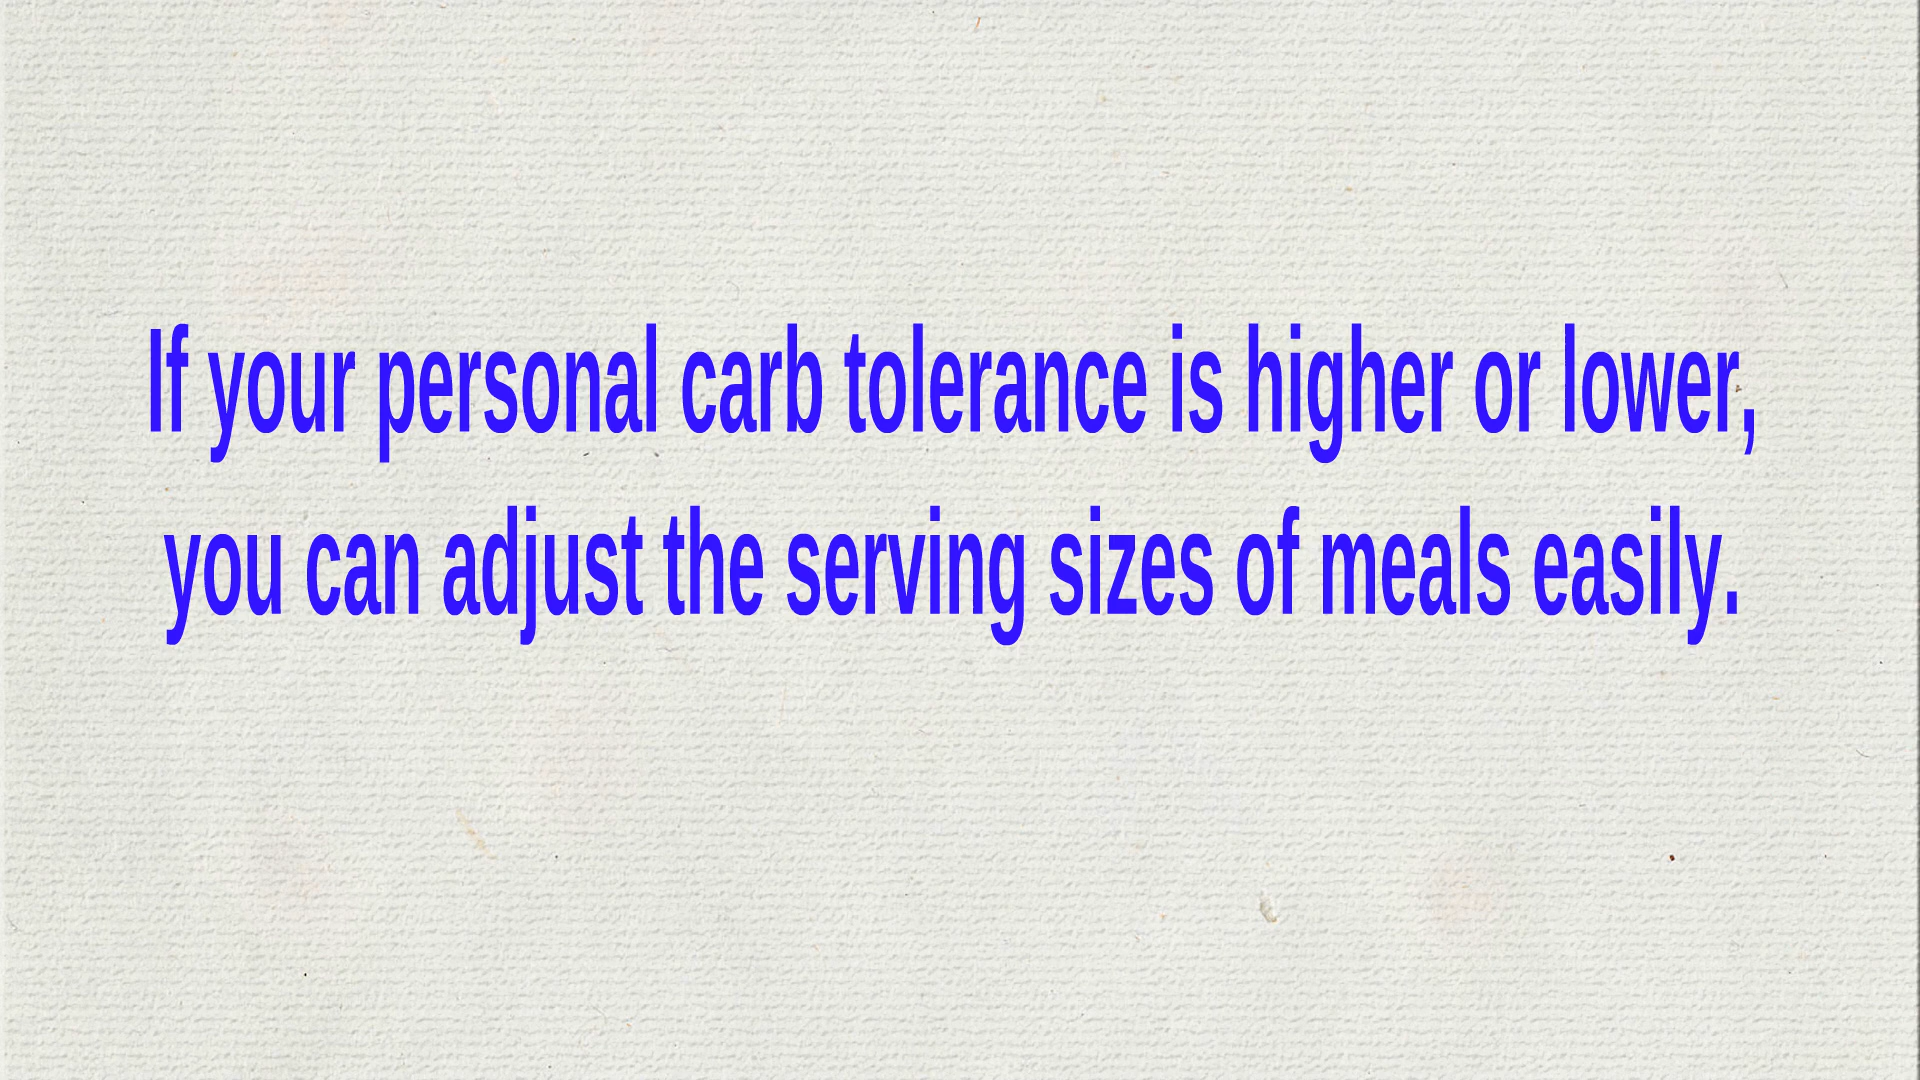 If your personal carb tolerance is higher or lower,
you can adjust the serving sizes of meals easily.